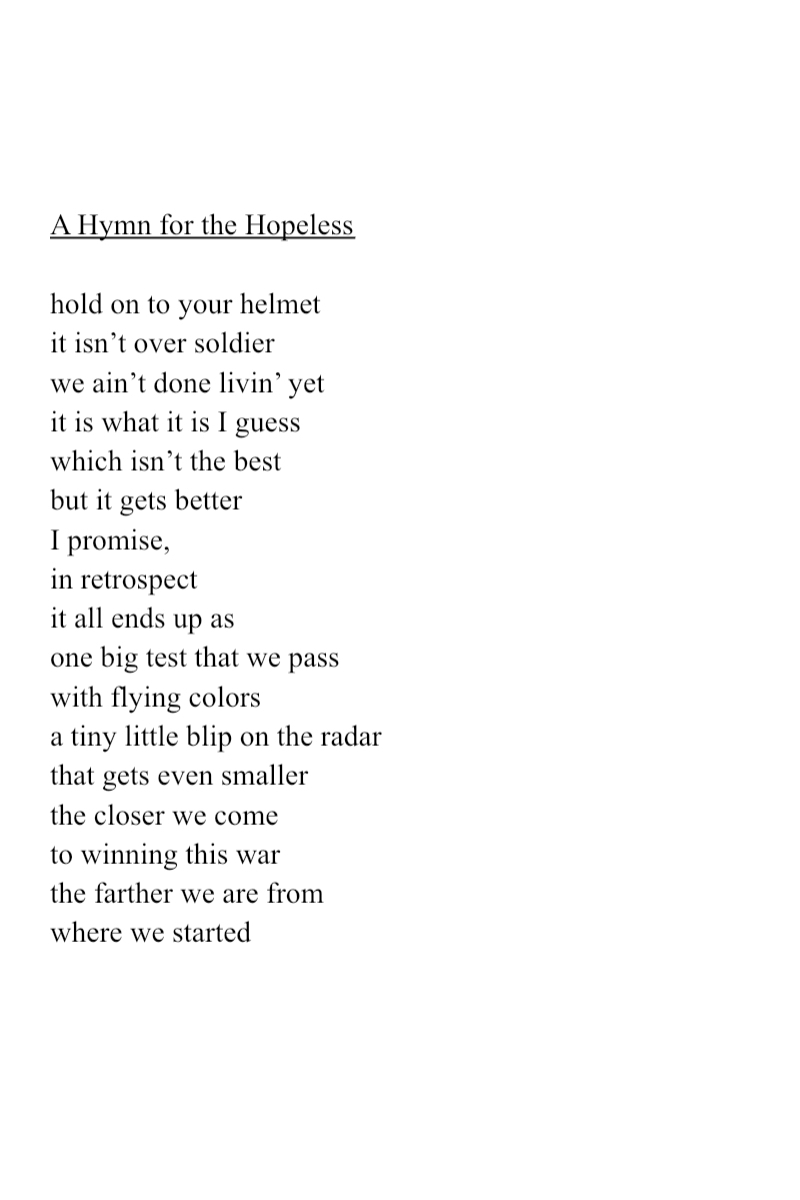 A Hymn for the Hopeless
hold on to your helmet
it isn’t over soldier
we ain’t done livin’ yet
it is what it is I guess
which isn’t the best
but it gets better
I promise,
in retrospect
it all ends up as
one big test that we pass
with flying colors
a tiny little blip on the radar
that gets even smaller
the closer we come
to winning this war
the farther we are from
where we started